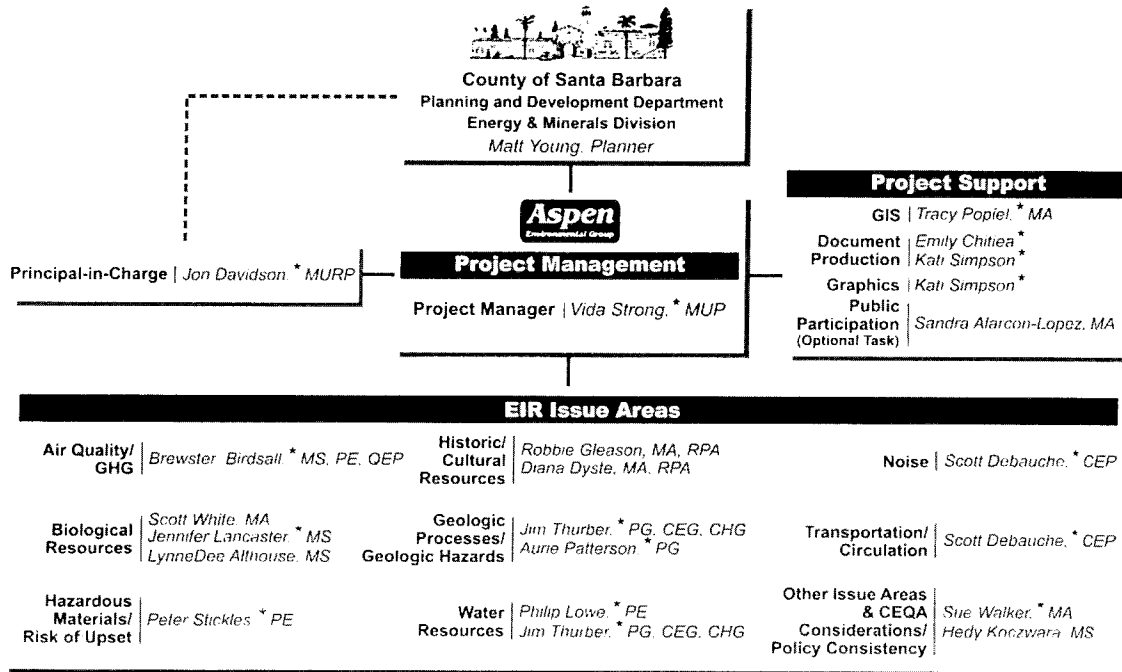 County of Santa Barbara
Planning and Development Department
Energy & Minerals Division
Matt Young, Planner
Aspen
Environmental Group
Project Management
Project Manager | Vida Strong,* MUP
Principal-in-Charge | Jon Davidson,* MURP
Project Support
GIS | Tracy Popiel,* MA
Document Production | Emily Chitiea*
Kati Simpson*
Graphics | Kati Simpson*
Public
Participation
(Optional Task) | Sandra Alarcon-Lopez, MA
EIR Issue Areas
Air Quality/
GHG | Brewster Birdsall,* MS, PE, QEP
Historic/
Cultural
Resources | Robbie Gleason, MA, RPA
Diana Dyste, MA, RPA
Noise | Scott Debauche,* CEP
Biological
Resources | Scott White, MA
Jennifer Lancaster,* MS
LynneDee Althouse, MS
Geologic
Processes/
Geologic Hazards | Jim Thurber,* PG, CEG, CHG
Aurie Patterson,* PG
Transportation/
Circulation | Scott Debauche,* CEP
Hazardous
Materials/
Risk of Upset | Peter Stickles* PE
Water
Resources | Philip Lowe,* PE
Jim Thurber,* PG, CEG, CHG
Other Issue Areas
& CEQA
Considerations/
Policy Consistency | Sue Walker,* MA
Hedy Koczwara, MS